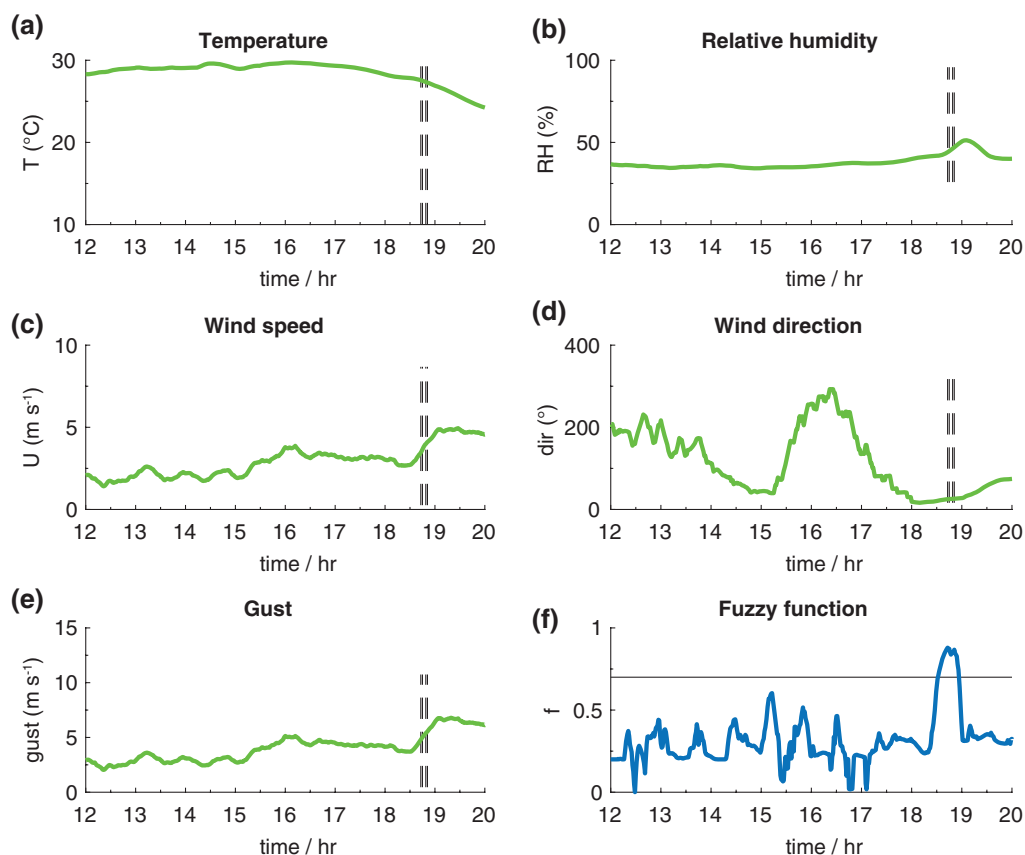 (a)
Temperature
30
20
10
T (°C)
12 13 14 15 16 17 18 19 20
time / hr
(b)
Relative humidity
100
50
0
RH (%)
12 13 14 15 16 17 18 19 20
time / hr
(c)
Wind speed
10
5
0
U (m s-1)
12 13 14 15 16 17 18 19 20
time / hr
(d)
Wind direction
400
200
0
dir (°)
12 13 14 15 16 17 18 19 20
time / hr
(e)
Gust
15
10
5
0
gust (m s-1)
12 13 14 15 16 17 18 19 20
time / hr
(f)
Fuzzy function
1
0.5
0
f
12 13 14 15 16 17 18 19 20
time / hr